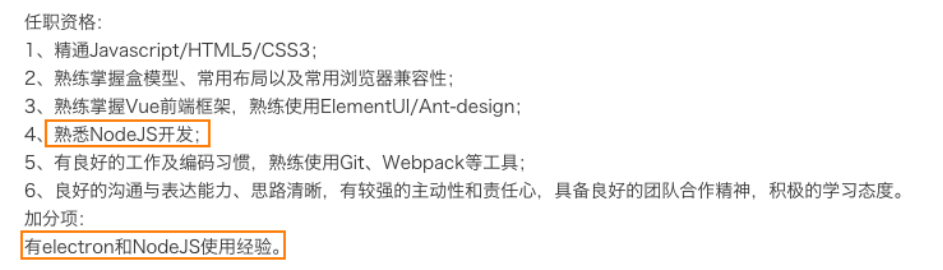 任职资格:
1、精通Javascript/HTML5/CSS3;
2、熟练掌握盒模型、常用布局以及常用浏览器兼容性;
3、熟练掌握Vue前端框架，熟练使用ElementUI/Ant-design;
4、熟悉NodeJS开发;
5、有良好的工作及编码习惯，熟练使用Git、Webpack等工具;
6、良好的沟通与表达能力、思路清晰，有较强的主动性和责任心，具备良好的团队合作精神，积极的学习态度。
加分项:
有electron和NodeJS使用经验。